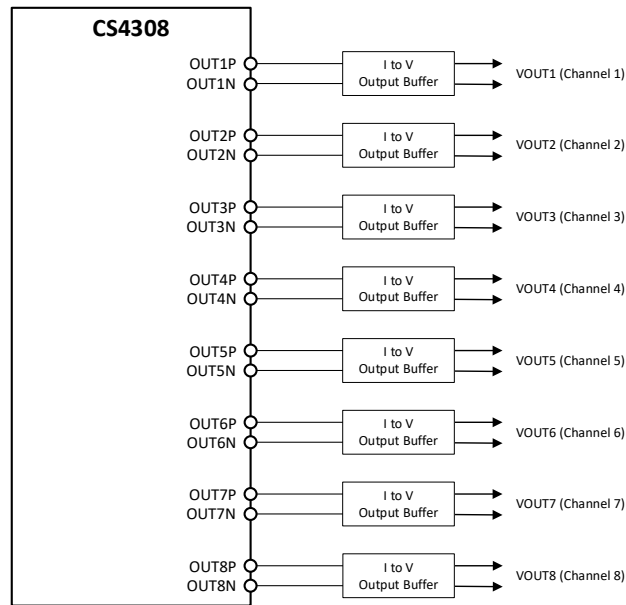 CS4308
OUT1P
OUT1N
I to V
Output Buffer
VOUT1 (Channel 1)
OUT2P
OUT2N
I to V
Output Buffer
VOUT2 (Channel 2)
OUT3P
OUT3N
I to V
Output Buffer
VOUT3 (Channel 3)
OUT4P
OUT4N
I to V
Output Buffer
VOUT4 (Channel 4)
OUT5P
OUT5N
I to V
Output Buffer
VOUT5 (Channel 5)
OUT6P
OUT6N
I to V
Output Buffer
VOUT6 (Channel 6)
OUT7P
OUT7N
I to V
Output Buffer
VOUT7 (Channel 7)
OUT8P
OUT8N
I to V
Output Buffer
VOUT8 (Channel 8)